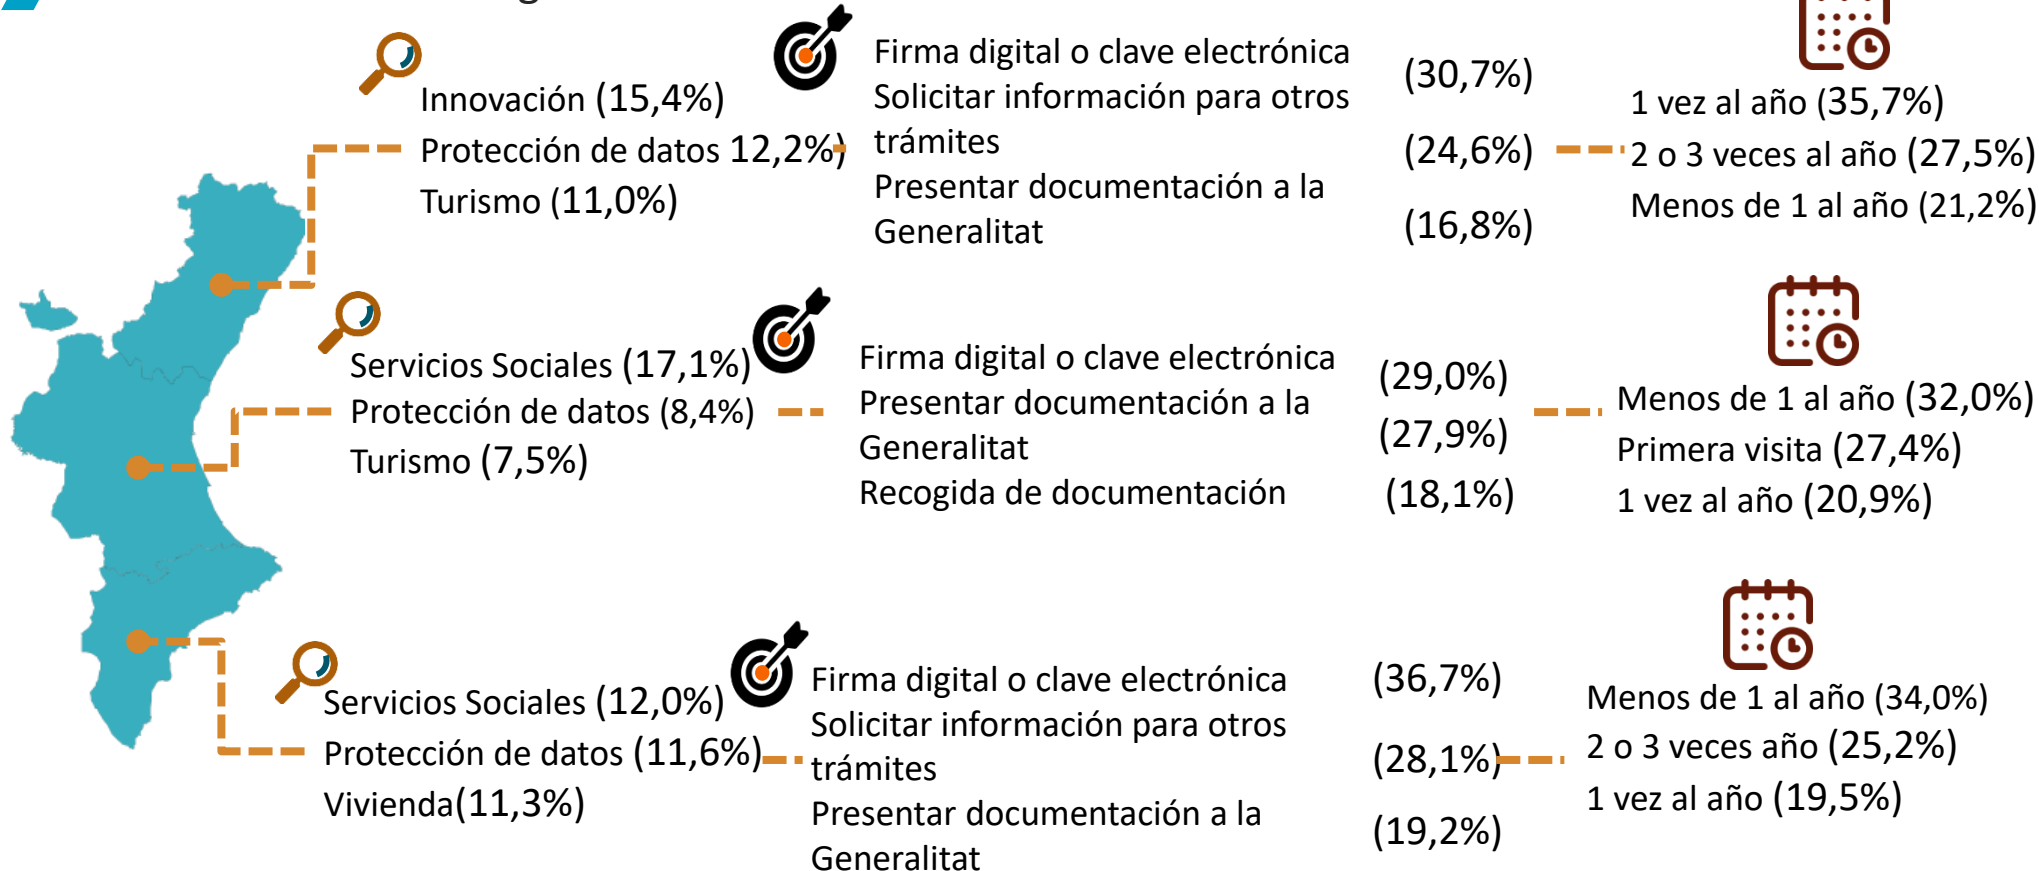 Innovación (15,4%)
Protección de datos 12,2%)
Turismo (11,0%)
Firma digital o clave electrónica
Solicitar información para otros
trámites
Presentar documentación a la
Generalitat
(30,7%)
(24,6%)
(16,8%)
1 vez al año (35,7%)
2 o 3 veces al año (27,5%)
Menos de 1 al año (21,2%)
Servicios Sociales (17,1%)
Protección de datos (8,4%)
Turismo (7,5%)
Firma digital o clave electrónica
Presentar documentación a la
Generalitat
Recogida de documentación
(29,0%)
(27,9%)
(18,1%)
Menos de 1 al año (32,0%)
Primera visita (27,4%)
1 vez al año (20,9%)
Servicios Sociales (12,0%)
Protección de datos (11,6%)
Vivienda(11,3%)
Firma digital o clave electrónica
Solicitar información para otros
trámites
Presentar documentación a la
Generalitat
(36,7%)
(28,1%)
(19,2%)
Menos de 1 al año (34,0%)
2 o 3 veces año (25,2%)
1 vez al año (19,5%)